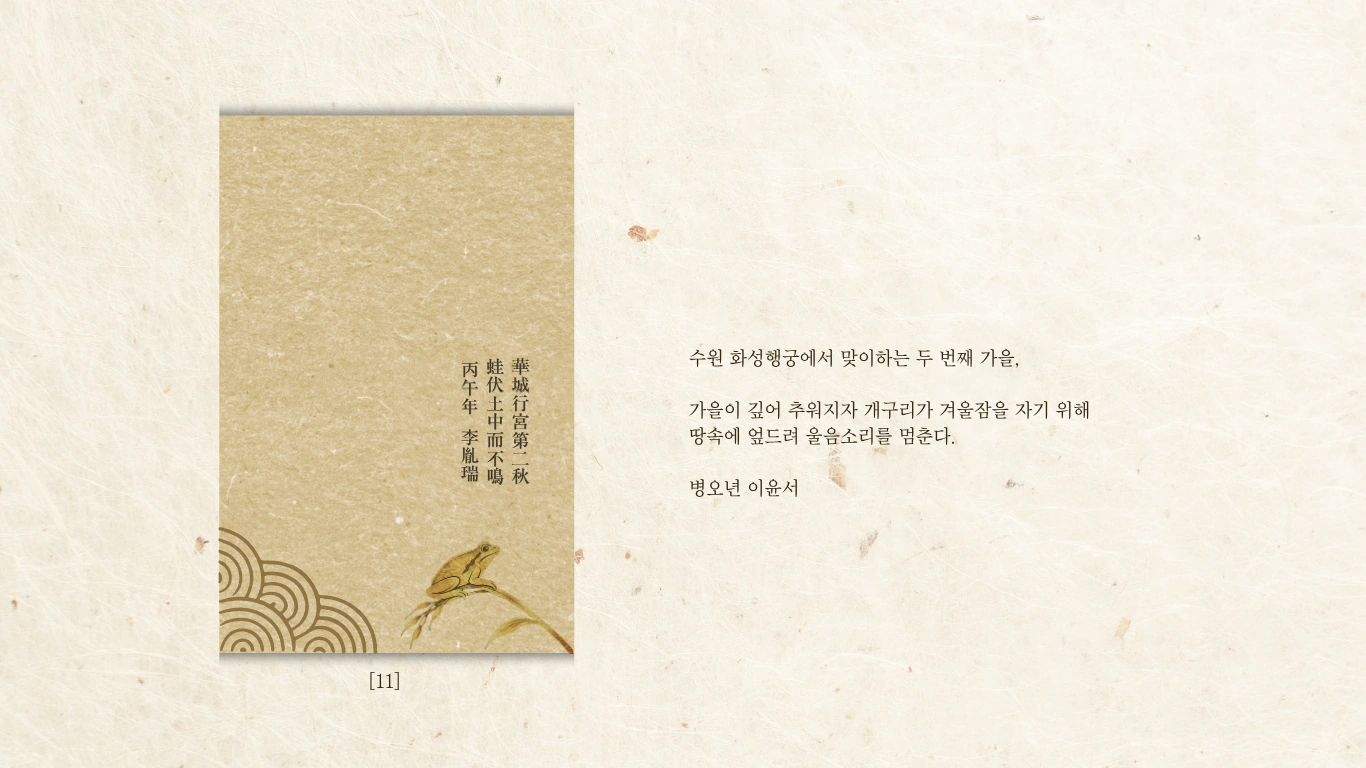 華城行宮第二秋
蛙伏土中而不鳴
丙午年 李胤瑞
[11]
수원 화성행궁에서 맞이하는 두 번째 가을,
가을이 깊어 추워지자 개구리가 겨울잠을 자기 위해
땅속에 엎드려 울음소리를 멈춘다.
병오년 이윤서